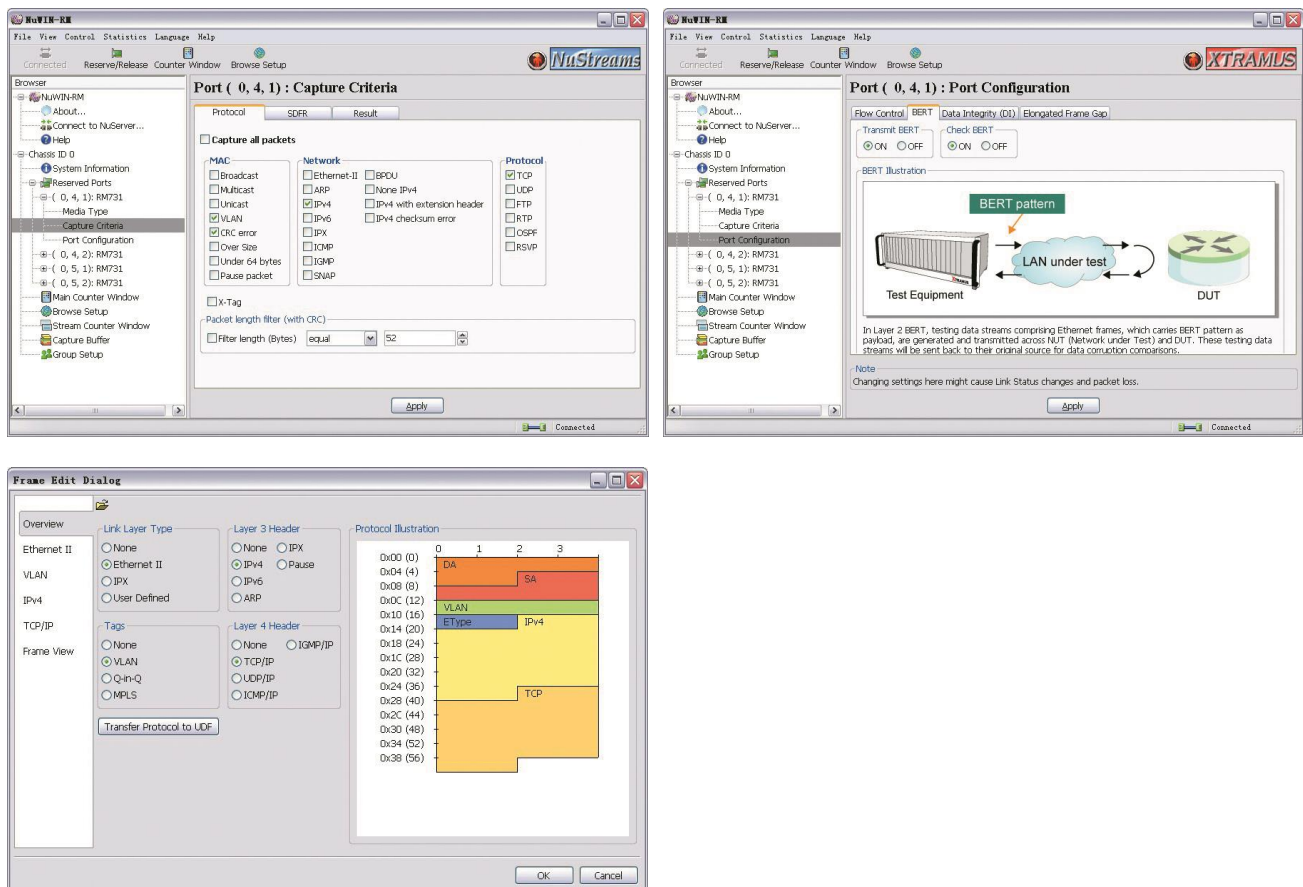 NuWIN-RM
File View Control Statistics Language Help
Connected Reserve/Release Counter Window Browse Setup
NuStreams
Browser
NuWIN-RM
About...
Connect to NuServer...
Help
Chassis ID 0
System Information
Reserved Ports
( 0, 4, 1): RM731
Media Type
Capture Criteria
Port Configuration
( 0, 4, 2): RM731
( 0, 5, 1): RM731
( 0, 5, 2): RM731
Main Counter Window
Browse Setup
Stream Counter Window
Capture Buffer
Group Setup
Port ( 0, 4, 1) : Capture Criteria
Protocol SDFR Result
Capture all packets
MAC
Broadcast
Multicast
Unicast
VLAN
CRC error
Over Size
Under 64 bytes
Pause packet
Network
Ethernet-II BPDU
ARP None IPv4
IPv4 IPv4 with extension header
IPv6 IPv4 checksum error
IPX
ICMP
IGMP
SNAP
Protocol
TCP
UDP
FTP
RTP
OSPF
RSVP
X-Tag
Packet length filter (with CRC)
Filter length (Bytes) equal 52
Apply
Connected
NuWIN-RM
File View Control Statistics Language Help
Connected Reserve/Release Counter Window Browse Setup
XTRAMUS
Browser
NuWIN-RM
About...
Connect to NuServer...
Help
Chassis ID 0
System Information
Reserved Ports
( 0, 4, 1): RM731
Media Type
Capture Criteria
Port Configuration
( 0, 4, 2): RM731
( 0, 5, 1): RM731
( 0, 5, 2): RM731
Main Counter Window
Browse Setup
Stream Counter Window
Capture Buffer
Group Setup
Port ( 0, 4, 1) : Port Configuration
Flow Control BERT Data Integrity (DI) Elongated Frame Gap
Transmit BERT
ON OFF
Check BERT
ON OFF
BERT Illustration
BERT pattern
LAN under test
Test Equipment
DUT
In Layer 2 BERT, testing data streams comprising Ethernet frames, which carries BERT pattern as
payload, are generated and transmitted across NUT (Network under Test) and DUT. These testing data
streams will be sent back to their original source for data corruption comparisons.
Note
Changing settings here might cause Link Status changes and packet loss.
Apply
Connected
Frame Edit Dialog
Overview
Ethernet II
VLAN
IPv4
TCP/IP
Frame View
Link Layer Type
None
Ethernet II
IPX
User Defined
Layer 3 Header
None IPX
IPv4 Pause
IPv6
ARP
Tags
None
VLAN
Q-in-Q
MPLS
Layer 4 Header
None IGMP/IP
TCP/IP
UDP/IP
ICMP/IP
Transfer Protocol to UDF
Protocol Illustration
0 1 2 3
0x00 (0)
0x04 (4)
0x08 (8)
0x0C (12)
0x10 (16)
0x14 (20)
0x18 (24)
0x1C (28)
0x20 (32)
0x24 (36)
0x28 (40)
0x2C (44)
0x30 (48)
0x34 (52)
0x38 (56)
DA
SA
VLAN
EType IPv4
TCP
OK Cancel